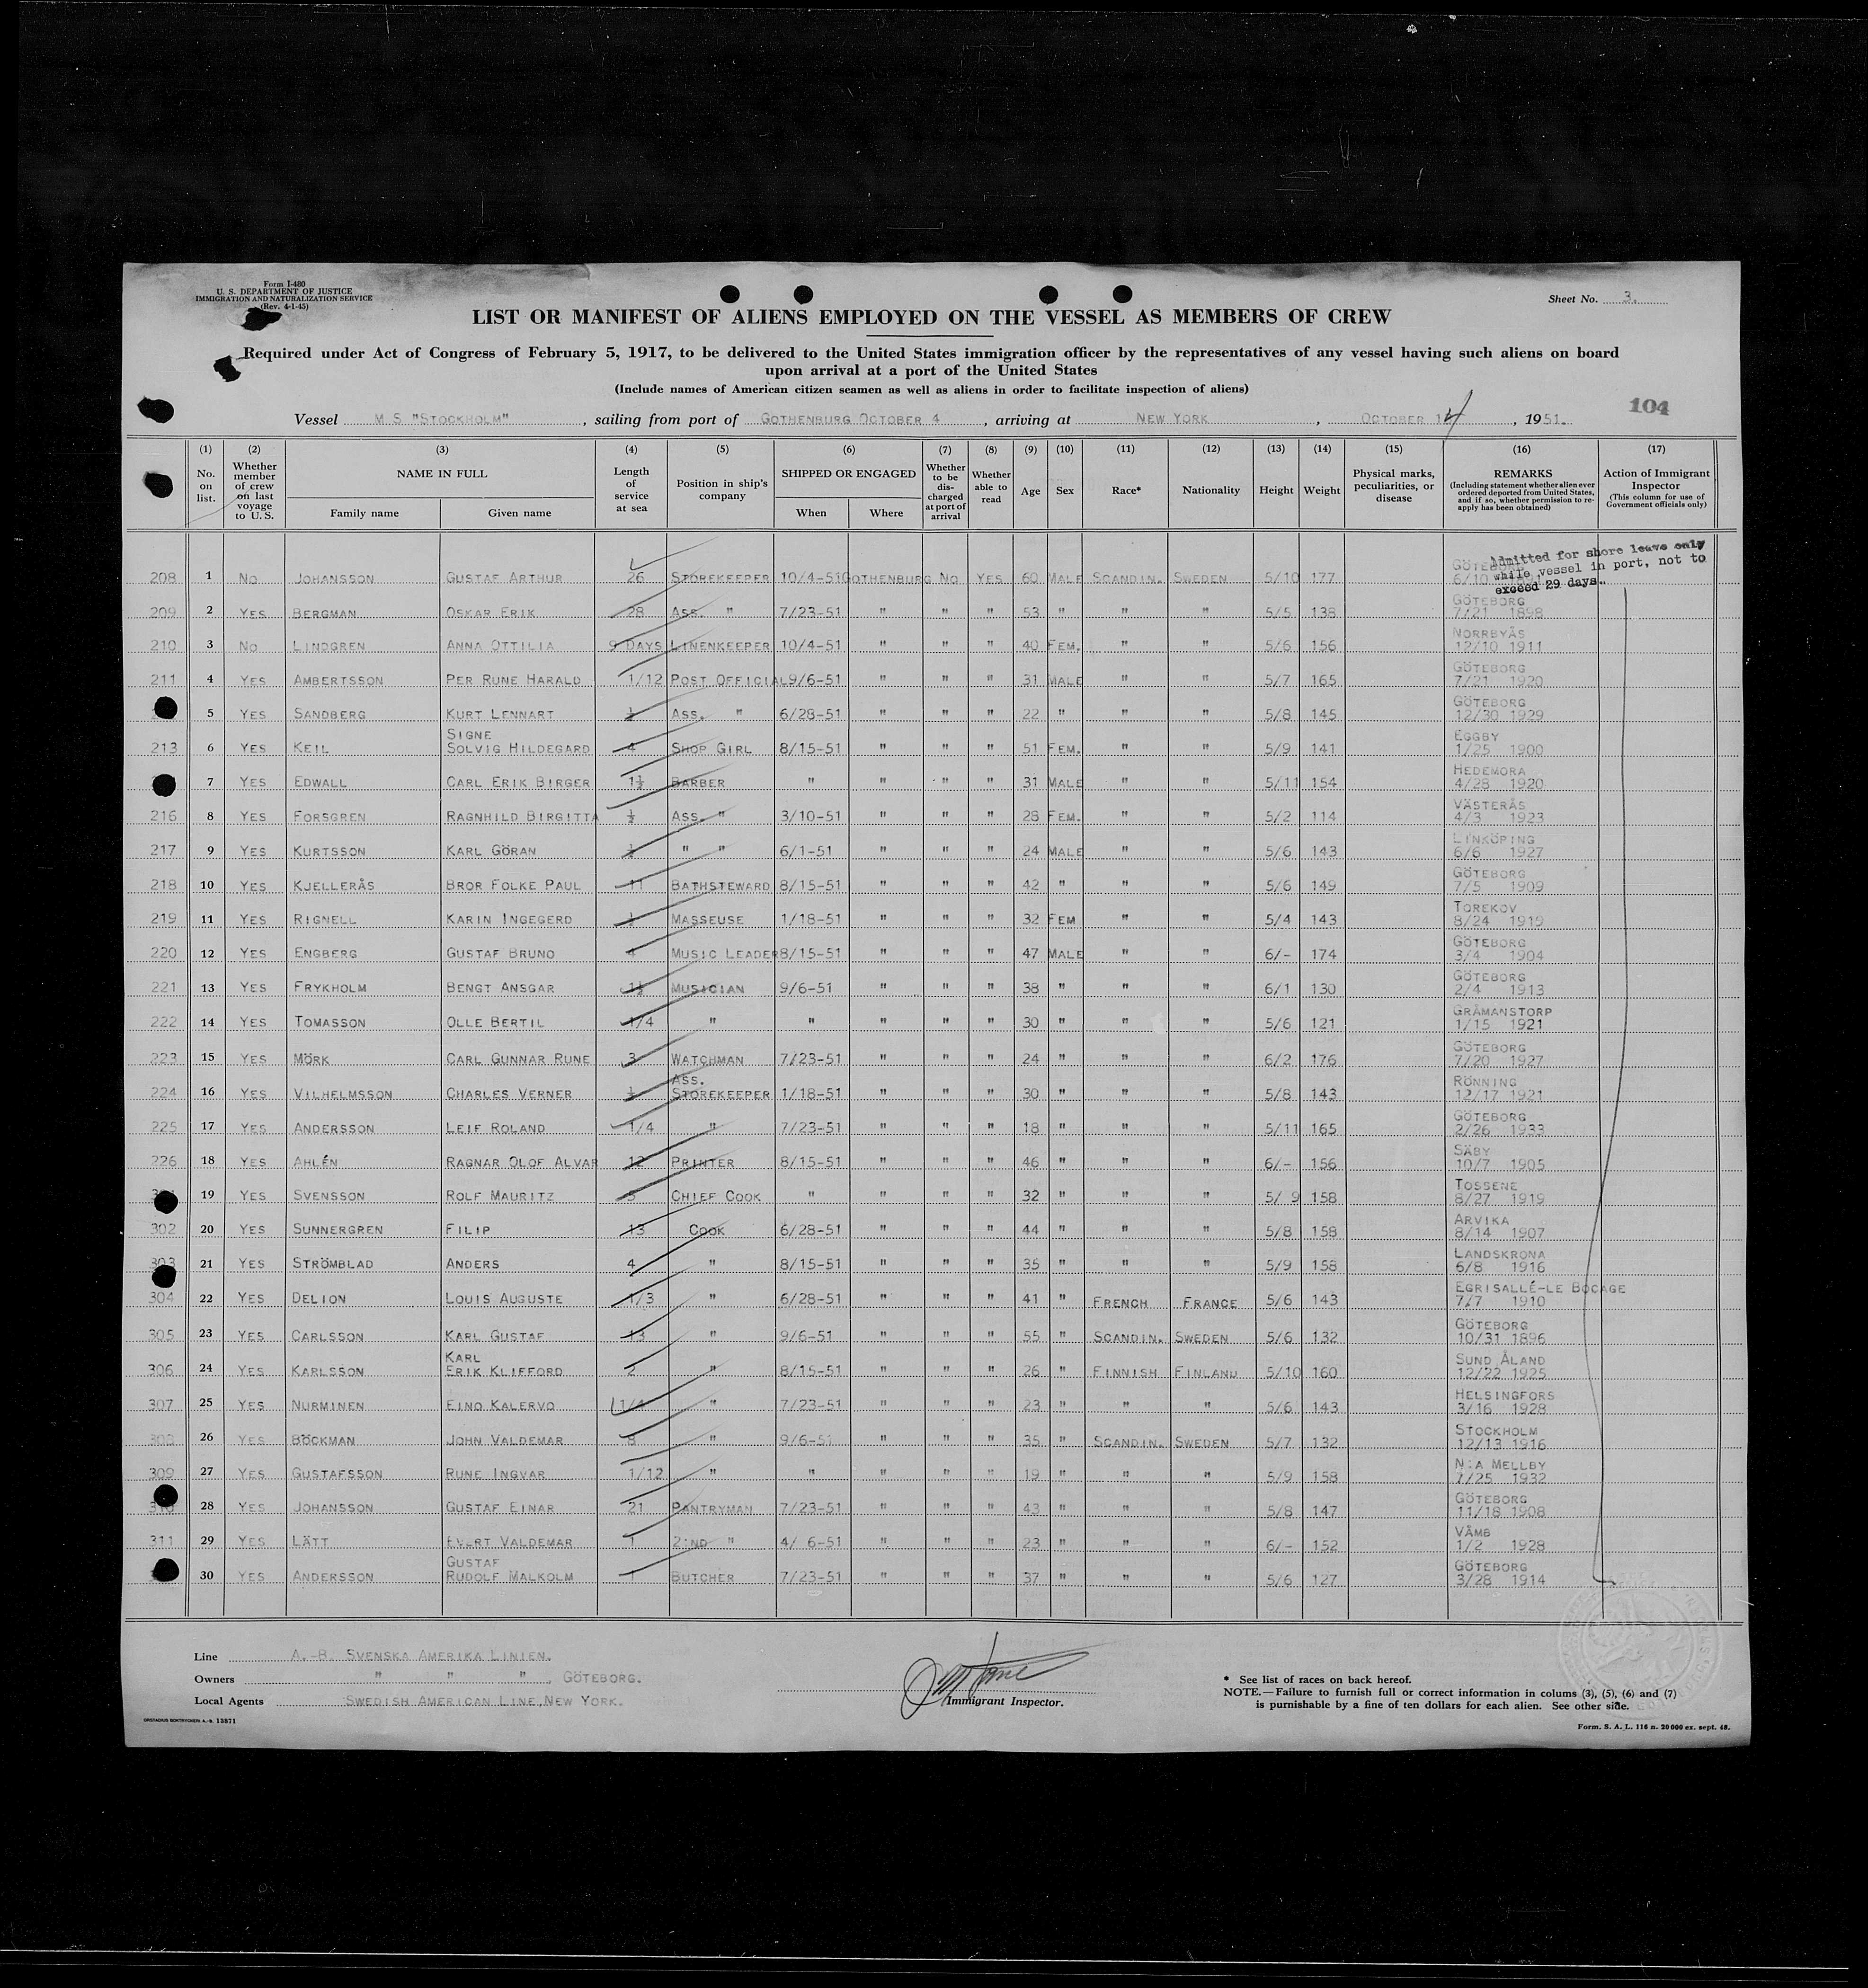 Form I-480
U. S. DEPARTMENT OF JUSTICE
IMMIGRATION AND NATURALIZATION SERVICE
(Rev. 4-1-45)
Sheet No. 3.
LIST OR MANIFEST OF ALIENS EMPLOYED ON THE VESSEL AS MEMBERS OF CREW
Required under Act of Congress of February 5, 1917, to be delivered to the United States immigration officer by the representatives of any vessel having such aliens on board
upon arrival at a port of the United States
(Include names of American citizen seamen as well as aliens in order to facilitate inspection of aliens)
104
Vessel M S "STOCKHOLM", sailing from port of GOTHENBURG OCTOBER 4, arriving at NEW YORK, OCTOBER 14, 1951.
(1) No. on list. (2) Whether member of crew on last voyage to U. S. (3) NAME IN FULL Family name Given name (4) Length of service at sea (5) Position in ship's company (6) SHIPPED OR ENGAGED When Where (7) Whether to be discharged at port of arrival (8) Whether able to read (9) Age (10) Sex (11) Race* (12) Nationality (13) Height (14) Weight (15) Physical marks, peculiarities, or disease (16) REMARKS (Including statement whether alien ever ordered deported from United States, and if so, whether permission to reapply has been obtained) (17) Action of Immigrant Inspector (This column for use of Government officials only)
Admitted for shore leave only
while vessel in port, not to
exceed 29 days.
208 1 NO JOHANSSON GUSTAF ARTHUR 26 STOREKEEPER 10/4-51 GOTHENBURG NO YES 60 MALE SCANDIN. SWEDEN 5/10 177 6/10
209 2 YES BERGMAN OSKAR ERIK 28 ASS. " 7/23-51 " " " 53 " " " 5/5 138 GÖTEBORG 7/21 1898
210 3 NO LINDGREN ANNA OTTILIA 9 DAYS LINENKEEPER 10/4-51 " " " 40 FEM. " " 5/6 156 NORRBYÅS 12/10 1911
211 4 YES AMBERTSSON PER RUNE HARALD 1/12 POST OFFICIAL 9/6-51 " " " 31 MALE " " 5/7 165 GÖTEBORG 7/21 1920
5 YES SANDBERG KURT LENNART ½ ASS. " 6/28-51 " " " 22 " " " 5/8 145 GÖTEBORG 12/30 1929
213 6 YES KEIL SIGNE SOLVIG HILDEGARD 4 SHOP GIRL 8/15-51 " " " 51 FEM. " " 5/9 141 EGGBY 1/25 1900
7 YES EDWALL CARL ERIK BIRGER 1½ BARBER " " " " 31 MALE " " 5/11 154 HEDEMORA 4/28 1920
216 8 YES FORSGREN RAGNHILD BIRGITTA ½ ASS. " 3/10-51 " " " 28 FEM. " " 5/2 114 VÄSTERÅS 4/3 1923
217 9 YES KURTSSON KARL GÖRAN ½ " " 6/1-51 " " " 24 MALE " " 5/6 143 LINKÖPING 6/6 1927
218 10 YES KJELLERÅS BROR FOLKE PAUL 11 BATHSTEWARD 8/15-51 " " " 42 " " " 5/6 149 GÖTEBORG 7/5 1909
219 11 YES RIGNELL KARIN INGEGERD ½ MASSEUSE 1/18-51 " " " 32 FEM " " 5/4 143 TOREKOV 8/24 1919
220 12 YES ENGBERG GUSTAF BRUNO 4 MUSIC LEADER 8/15-51 " " " 47 MALE " " 6/- 174 GÖTEBORG 3/4 1904
221 13 YES FRYKHOLM BENGT ANSGAR 1½ MUSICIAN 9/6-51 " " " 38 " " " 6/1 130 GÖTEBORG 2/4 1913
222 14 YES TOMASSON OLLE BERTIL 1/4 " " " " " 30 " " " 5/6 121 GRÅMANSTORP 1/15 1921
223 15 YES MÖRK CARL GUNNAR RUNE 3 WATCHMAN 7/23-51 " " " 24 " " " 6/2 176 GÖTEBORG 7/20 1927
224 16 YES VILHELMSSON CHARLES VERNER ½ ASS. STOREKEEPER 1/18-51 " " " 30 " " " 5/8 143 RÖNNING 12/17 1921
225 17 YES ANDERSSON LEIF ROLAND 1/4 " 7/23-51 " " " 18 " " " 5/11 165 GÖTEBORG 2/26 1933
226 18 YES AHLÉN RAGNAR OLOF ALVAR 12 PRINTER 8/15-51 " " " 46 " " " 6/- 156 SÄBY 10/7 1905
19 YES SVENSSON ROLF MAURITZ 5 CHIEF COOK " " " " 32 " " " 5/ 9 158 TOSSENE 8/27 1919
302 20 YES SUNNERGREN FILIP 13 COOK 6/28-51 " " " 44 " " " 5/8 158 ARVIKA 8/14 1907
303 21 YES STRÖMBLAD ANDERS 4 " 8/15-51 " " " 35 " " " 5/9 158 LANDSKRONA 6/8 1916
304 22 YES DELION LOUIS AUGUSTE 1/3 " 6/28-51 " " " 41 " FRENCH FRANCE 5/6 143 EGRISALLÉ-LE BOCAGE 7/7 1910
305 23 YES CARLSSON KARL GUSTAF 13 " 9/6-51 " " " 55 " SCANDIN. SWEDEN 5/6 132 GÖTEBORG 10/31 1896
306 24 YES KARLSSON KARL ERIK KLIFFORD 2 " 8/15-51 " " " 26 " FINNISH FINLAND 5/10 160 SUND ÅLAND 12/22 1925
307 25 YES NURMINEN EINO KALERVO 1/4 " 7/23-51 " " " 23 " " " 5/6 143 HELSINGFORS 3/16 1928
308 26 YES BÖCKMAN JOHN VALDEMAR 8 " 9/6-51 " " " 35 " SCANDIN. SWEDEN 5/7 132 STOCKHOLM 12/13 1916
309 27 YES GUSTAFSSON RUNE INGVAR 1/12 " " " " " 19 " " " 5/9 158 N:A MELLBY 7/25 1932
28 YES JOHANSSON GUSTAF EINAR 21 PANTRYMAN 7/23-51 " " " 43 " " " 5/8 147 GÖTEBORG 11/18 1908
311 29 YES LÄTT EVERT VALDEMAR 1 2:ND " 4/ 6-51 " " " 23 " " " 6/- 152 VÅMB 1/2 1928
30 YES ANDERSSON GUSTAF RUDOLF MALKOLM 1 BUTCHER 7/23-51 " " " 37 " " " 5/6 127 GÖTEBORG 3/28 1914
Line A.-B. SVENSKA AMERIKA LINIEN.
Owners " " " GÖTEBORG.
Local Agents SWEDISH AMERICAN LINE, NEW YORK.
Immigrant Inspector.
* See list of races on back hereof.
NOTE.—Failure to furnish full or correct information in colums (3), (5), (6) and (7)
is purnishable by a fine of ten dollars for each alien. See other side.
ORSTADIUS BOKTRYCKERI A.-B. 13871
Form. S. A. L. 116 n. 20 000 ex. sept. 48.